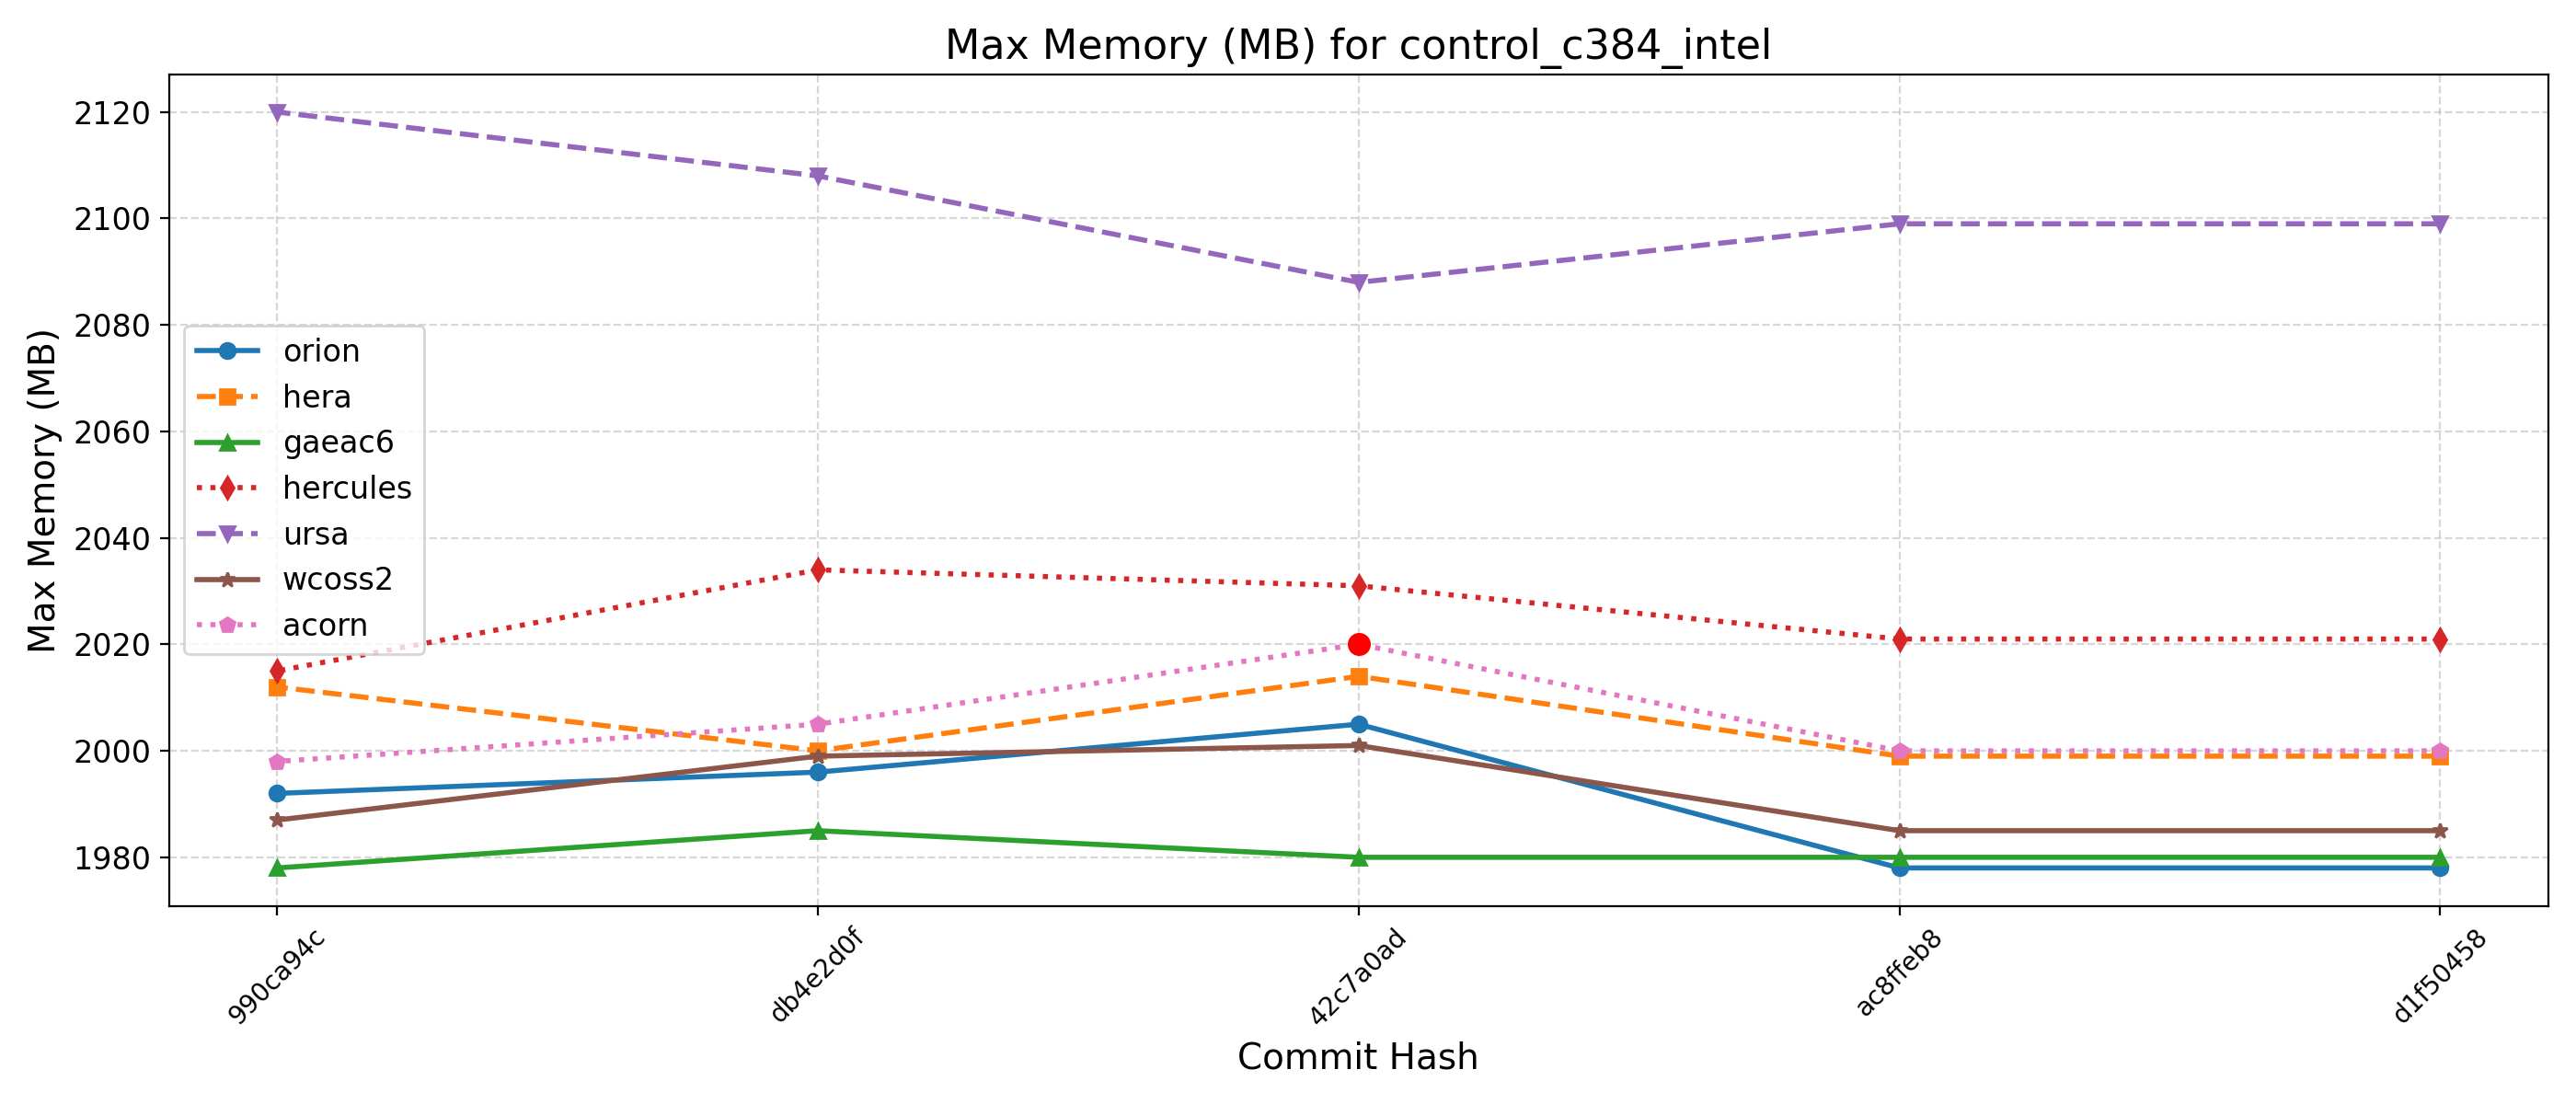 Max Memory (MB) for control_c384_intel
Max Memory (MB)
2120
2100
2080
2060
2040
2020
2000
1980
orion
hera
gaeac6
hercules
ursa
wcoss2
acorn
990ca94c
db4e2d0f
42c7a0ad
ac8ffeb8
d1f50458
Commit Hash